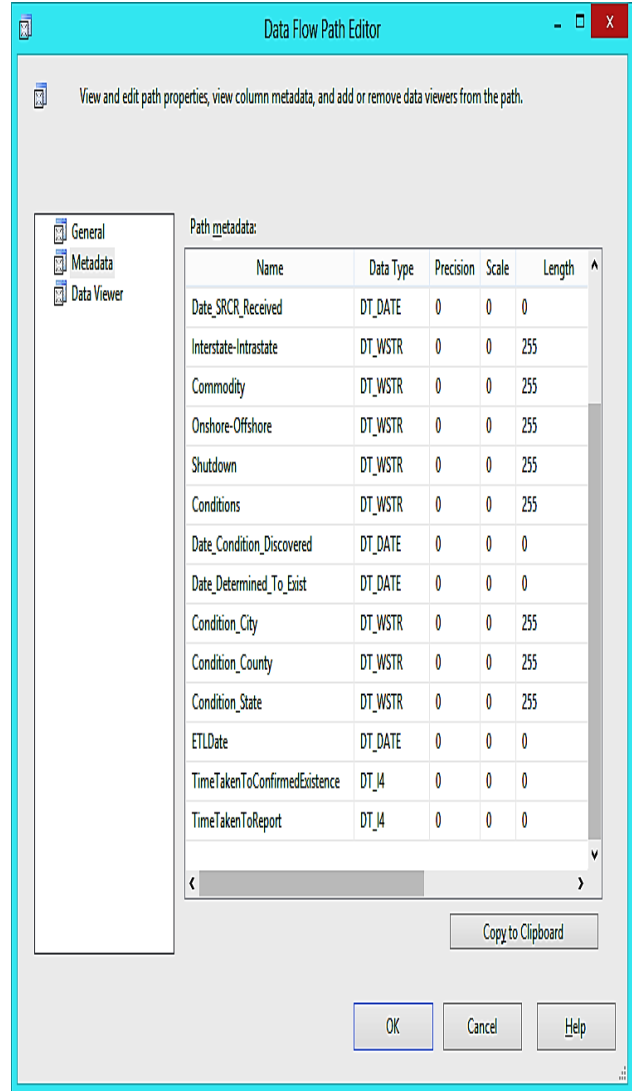 Data Flow Path Editor
View and edit path properties, view column metadata, and add or remove data viewers from the path.
General
Metadata
Data Viewer
Path metadata:
Name Data Type Precision Scale Length
Date_SRCR_Received DT_DATE 0 0 0
Interstate-Intrastate DT_WSTR 0 0 255
Commodity DT_WSTR 0 0 255
Onshore-Offshore DT_WSTR 0 0 255
Shutdown DT_WSTR 0 0 255
Conditions DT_WSTR 0 0 255
Date_Condition_Discovered DT_DATE 0 0 0
Date_Determined_To_Exist DT_DATE 0 0 0
Condition_City DT_WSTR 0 0 255
Condition_County DT_WSTR 0 0 255
Condition_State DT_WSTR 0 0 255
ETLDate DT_DATE 0 0 0
TimeTakenToConfirmedExistence DT_I4 0 0 0
TimeTakenToReport DT_I4 0 0 0
Copy to Clipboard
OK Cancel Help